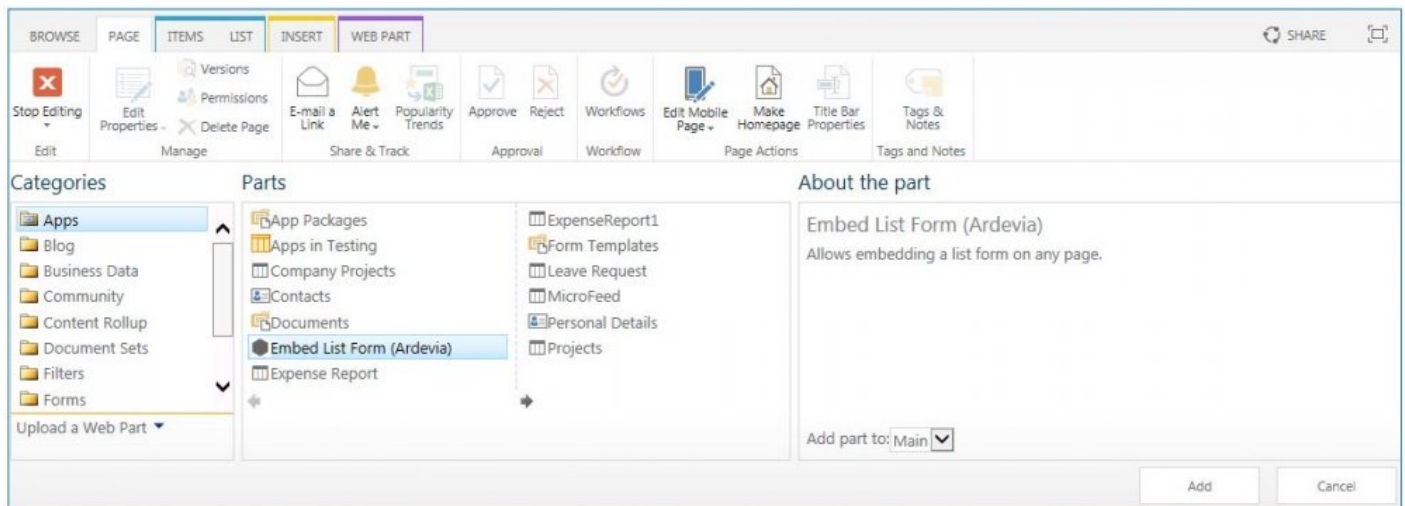 BROWSE PAGE ITEMS LIST INSERT WEB PART SHARE
Stop Editing
Edit
Edit Properties
Versions
Permissions
Delete Page
Manage
E-mail a Link
Alert Me
Popularity Trends
Share & Track
Approve
Reject
Approval
Workflows
Workflow
Edit Mobile Page
Make Homepage
Title Bar Properties
Page Actions
Tags & Notes
Tags and Notes
Categories
Apps
Blog
Business Data
Community
Content Rollup
Document Sets
Filters
Forms
Upload a Web Part
Parts
App Packages
Apps in Testing
Company Projects
Contacts
Documents
Embed List Form (Ardevia)
Expense Report
ExpenseReport1
Form Templates
Leave Request
MicroFeed
Personal Details
Projects
About the part
Embed List Form (Ardevia)
Allows embedding a list form on any page.
Add part to: Main
Add Cancel